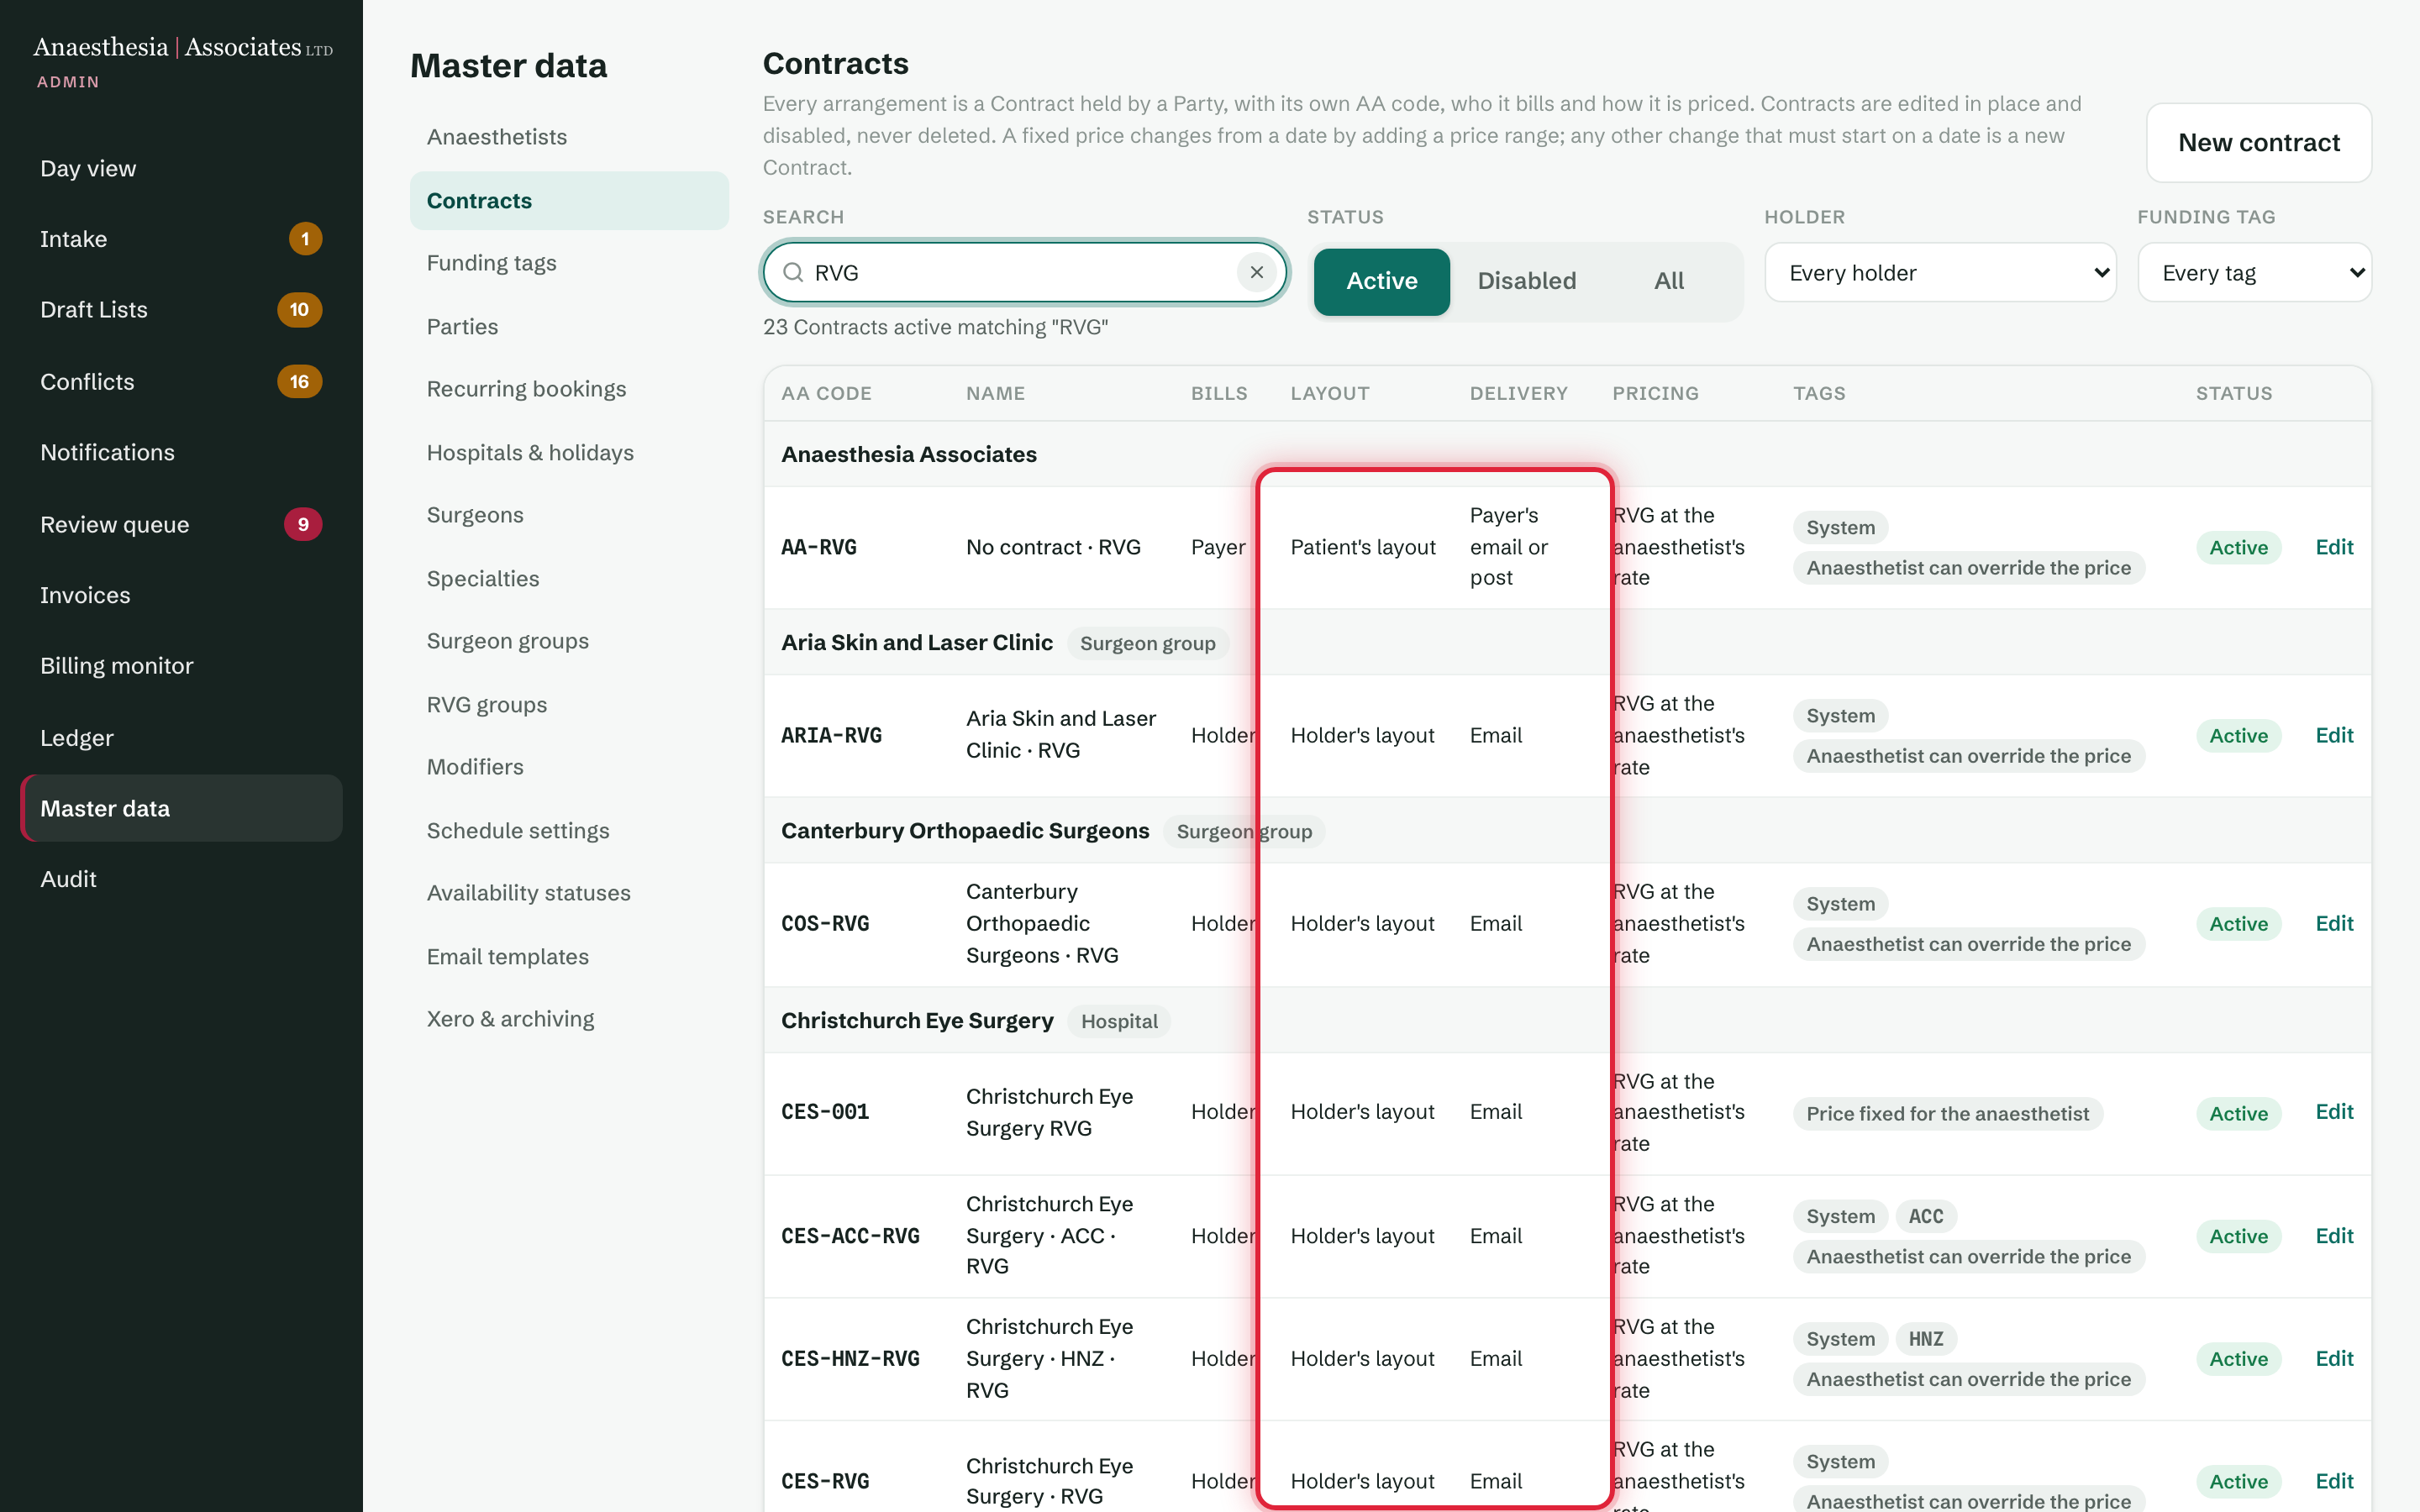 Anaesthesia | Associates LTD
ADMIN
Day view
Intake 1
Draft Lists 10
Conflicts 16
Notifications
Review queue 9
Invoices
Billing monitor
Ledger
Master data
Audit
Master data
Anaesthetists
Contracts
Funding tags
Parties
Recurring bookings
Hospitals & holidays
Surgeons
Specialties
Surgeon groups
RVG groups
Modifiers
Schedule settings
Availability statuses
Email templates
Xero & archiving
Contracts
Every arrangement is a Contract held by a Party, with its own AA code, who it bills and how it is priced. Contracts are edited in place and
disabled, never deleted. A fixed price changes from a date by adding a price range; any other change that must start on a date is a new
Contract.
New contract
SEARCH STATUS HOLDER FUNDING TAG
RVG Active Disabled All Every holder Every tag
23 Contracts active matching "RVG"
AA CODE NAME BILLS LAYOUT DELIVERY PRICING TAGS STATUS
Anaesthesia Associates
AA-RVG No contract · RVG Payer Patient's layout Payer's email or post RVG at the anaesthetist's rate System Anaesthetist can override the price Active Edit
Aria Skin and Laser Clinic Surgeon group
ARIA-RVG Aria Skin and Laser Clinic · RVG Holder Holder's layout Email RVG at the anaesthetist's rate System Anaesthetist can override the price Active Edit
Canterbury Orthopaedic Surgeons Surgeon group
COS-RVG Canterbury Orthopaedic Surgeons · RVG Holder Holder's layout Email RVG at the anaesthetist's rate System Anaesthetist can override the price Active Edit
Christchurch Eye Surgery Hospital
CES-001 Christchurch Eye Surgery RVG Holder Holder's layout Email RVG at the anaesthetist's rate Price fixed for the anaesthetist Active Edit
CES-ACC-RVG Christchurch Eye Surgery · ACC · RVG Holder Holder's layout Email RVG at the anaesthetist's rate System ACC Anaesthetist can override the price Active Edit
CES-HNZ-RVG Christchurch Eye Surgery · HNZ · RVG Holder Holder's layout Email RVG at the anaesthetist's rate System HNZ Anaesthetist can override the price Active Edit
CES-RVG Christchurch Eye Surgery · RVG Holder Holder's layout Email RVG at the anaesthetist's System Anaesthetist can override the price Active Edit